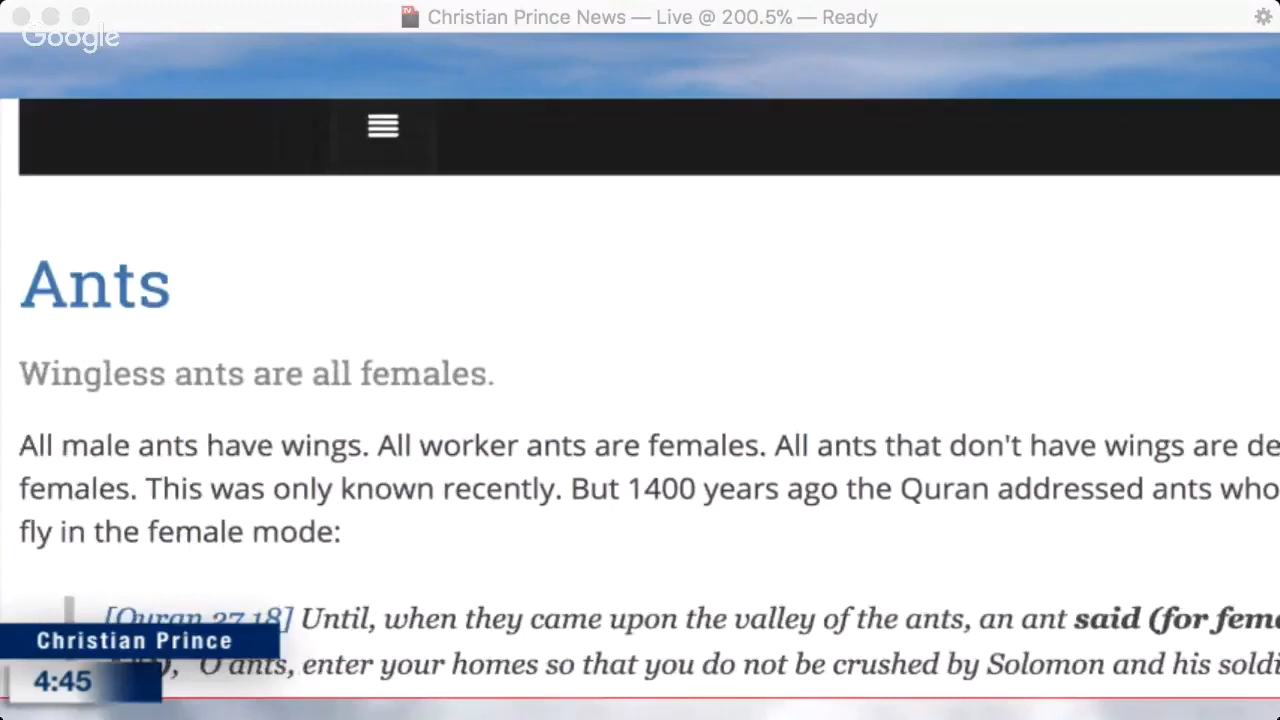 Christian Prince News — Live @ 200.5% — Ready
Google
Ants
Wingless ants are all females.
All male ants have wings. All worker ants are females. All ants that don't have wings are
females. This was only known recently. But 1400 years ago the Quran addressed ants who
fly in the female mode:
[Quran 27.18] Until, when they came upon the valley of the ants, an ant said (for
"O ants, enter your homes so that you do not be crushed by Solomon and his
Christian Prince
4:45